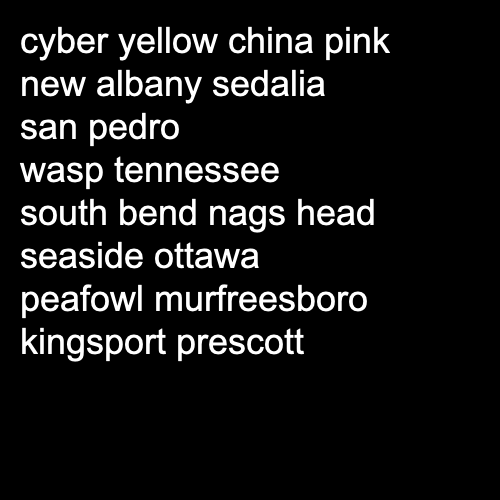 cyber yellow china pink
new albany sedalia
san pedro
wasp tennessee
south bend nags head
seaside ottawa
peafowl murfreesboro
kingsport prescott